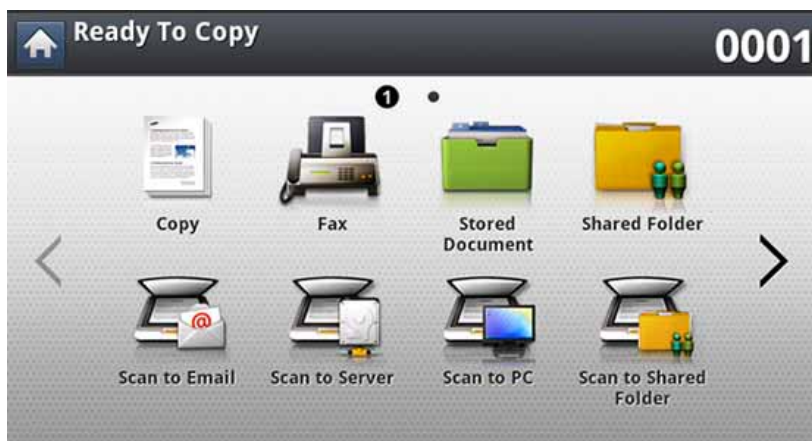 Ready To Copy
0001
1
Copy
Fax
Stored
Document
Shared Folder
@
Scan to Email
Scan to Server
Scan to PC
Scan to Shared
Folder